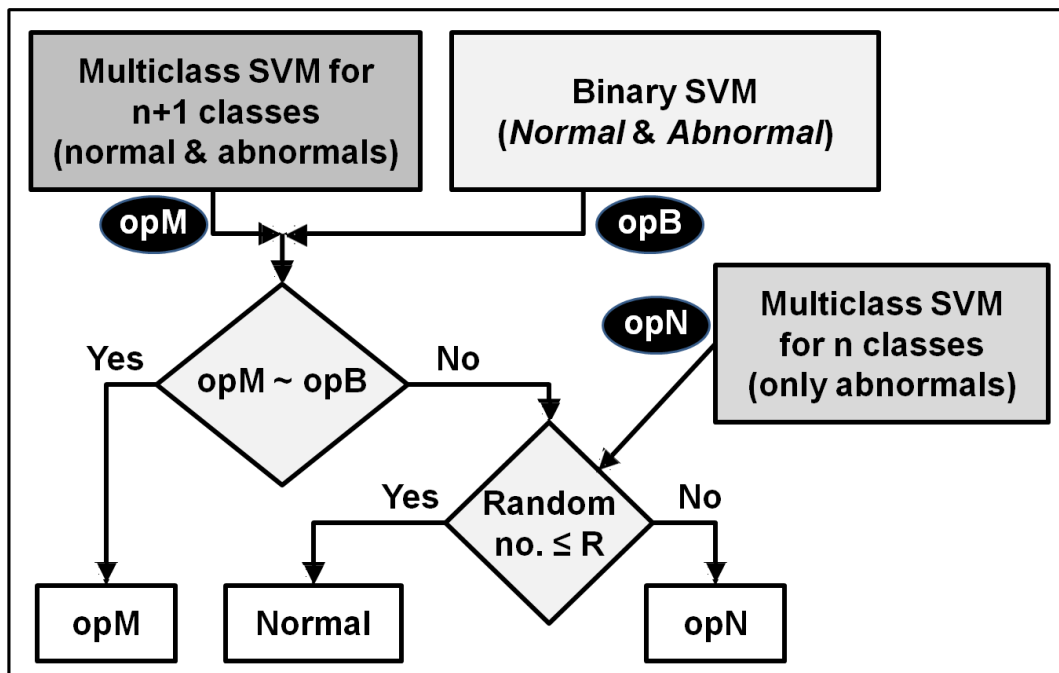 Multiclass SVM for
n+1 classes
(normal & abnormals)
Binary SVM
(Normal & Abnormal)
opM
opB
opN
Multiclass SVM
for n classes
(only abnormals)
Yes
opM ~ opB
No
Yes
Random
no. ≤ R
No
opM
Normal
opN